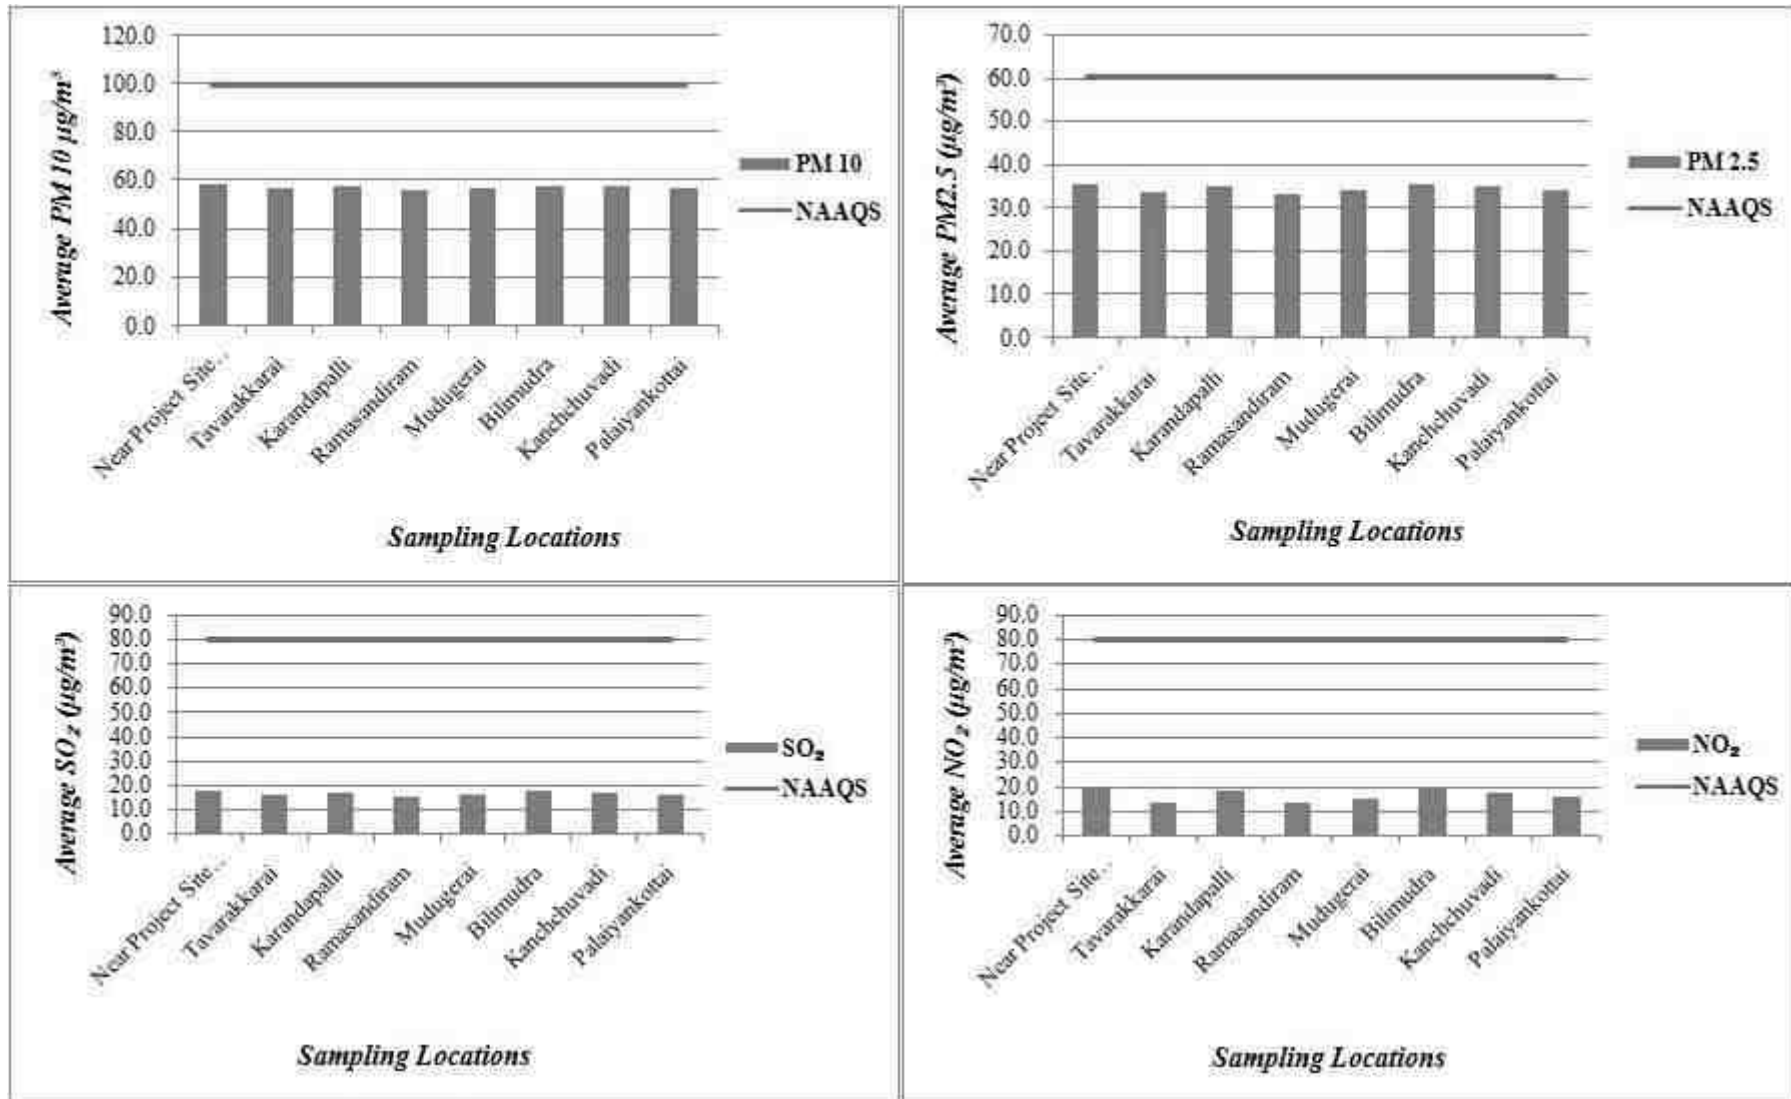 120.0
100.0
80.0
60.0
40.0
20.0
0.0
Average PM 10 µg/m³
PM 10
NAAQS
Near Project Site...
Tavarakkarai
Karandapalli
Ramasandiram
Mudugerai
Bilimudra
Kanchchuvadi
Palaiyankottai
Sampling Locations
70.0
60.0
50.0
40.0
30.0
20.0
10.0
0.0
Average PM2.5 (µg/m³)
PM 2.5
NAAQS
Near Project Site...
Tavarakkarai
Karandapalli
Ramasandiram
Mudugerai
Bilimudra
Kanchchuvadi
Palaiyankottai
Sampling Locations
90.0
80.0
70.0
60.0
50.0
40.0
30.0
20.0
10.0
0.0
Average SO₂ (µg/m³)
SO₂
NAAQS
Near Project Site...
Tavarakkarai
Karandapalli
Ramasandiram
Mudugerai
Bilimudra
Kanchchuvadi
Palaiyankottai
Sampling Locations
90.0
80.0
70.0
60.0
50.0
40.0
30.0
20.0
10.0
0.0
Average NO₂ (µg/m³)
NO₂
NAAQS
Near Project Site...
Tavarakkarai
Karandapalli
Ramasandiram
Mudugerai
Bilimudra
Kanchchuvadi
Palaiyankottai
Sampling Locations